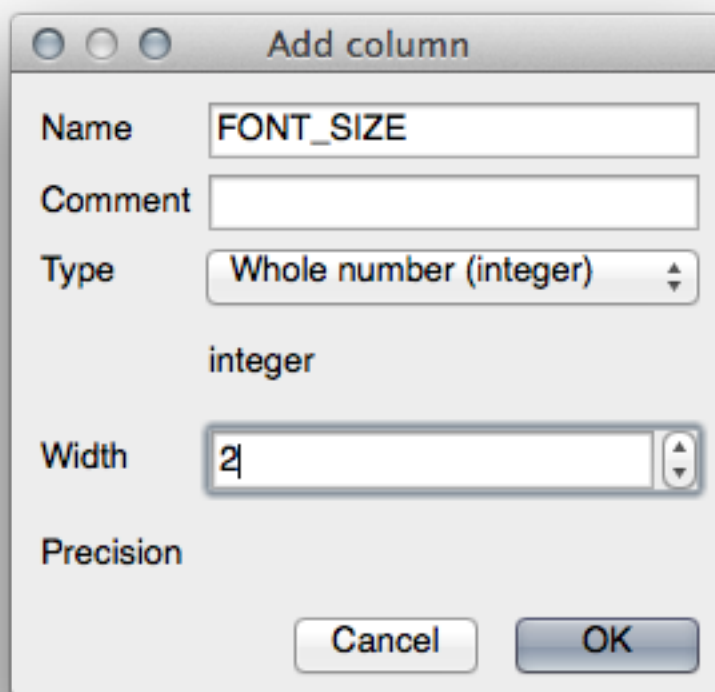 Add column
Name FONT_SIZE
Comment
Type Whole number (integer)
integer
Width 2
Precision
Cancel OK